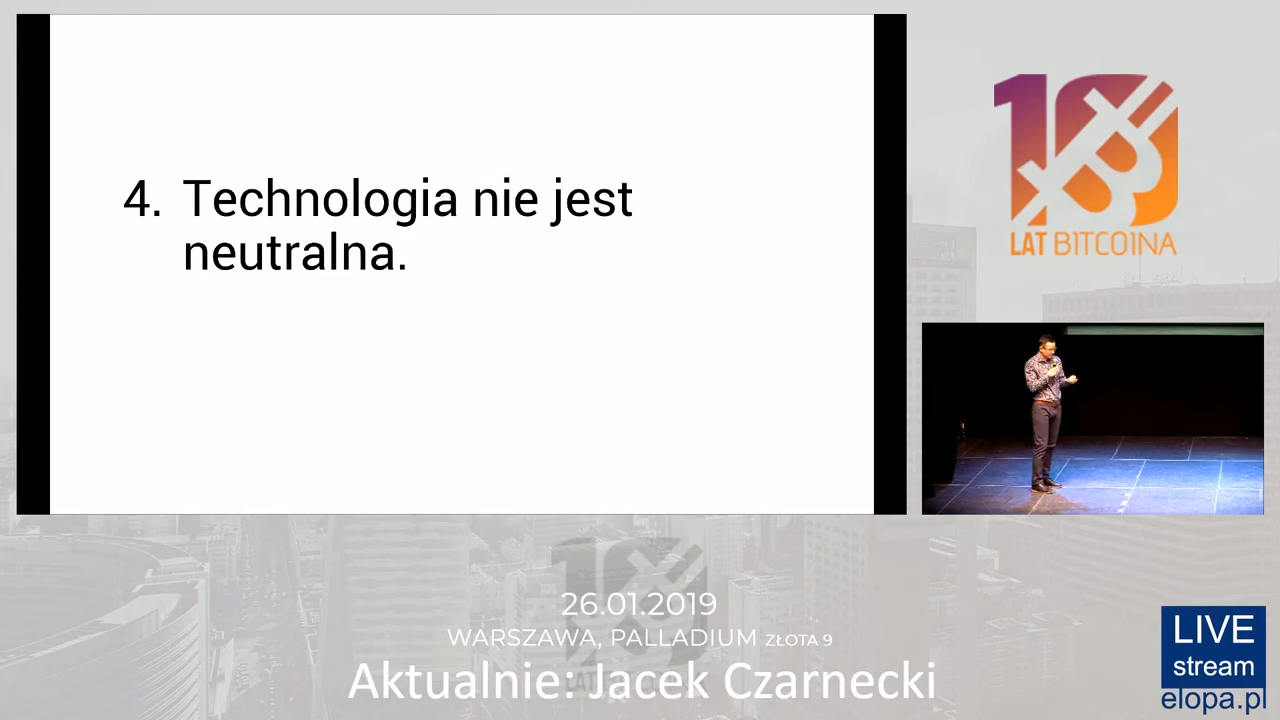 4. Technologia nie jest
neutralna.
10
LAT BITCOINA
26.01.2019
WARSZAWA, PALLADIUM ZŁOTA 9
Aktualnie: Jacek Czarnecki
LIVE
stream
elopa.pl